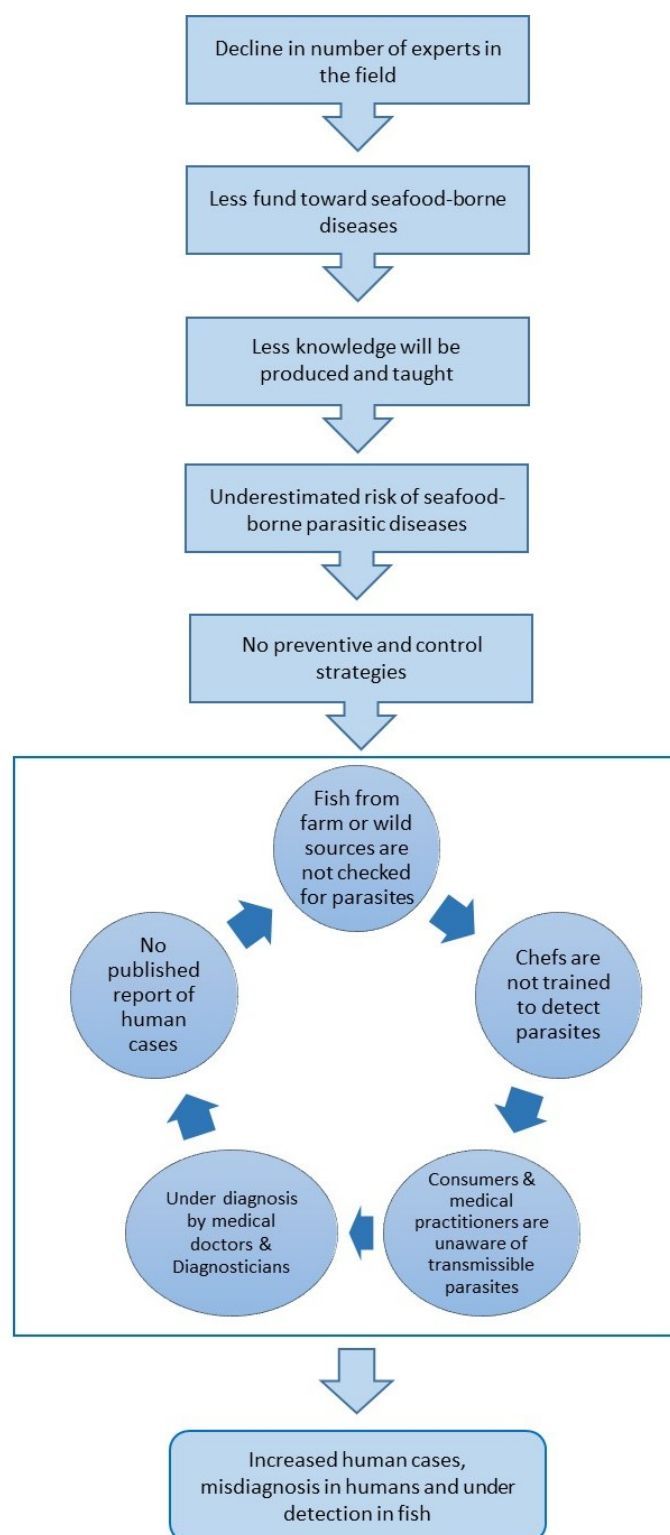 Decline in number of experts in
the field
Less fund toward seafood-borne
diseases
Less knowledge will be
produced and taught
Underestimated risk of seafood-
borne parasitic diseases
No preventive and control
strategies
Fish from
farm or wild
sources are
not checked
for parasites
Chefs are
not trained
to detect
parasites
Consumers &
medical
practitioners are
unaware of
transmissible
parasites
Under diagnosis
by medical
doctors &
Diagnosticians
No
published
report of
human
cases
Increased human cases,
misdiagnosis in humans and under
detection in fish